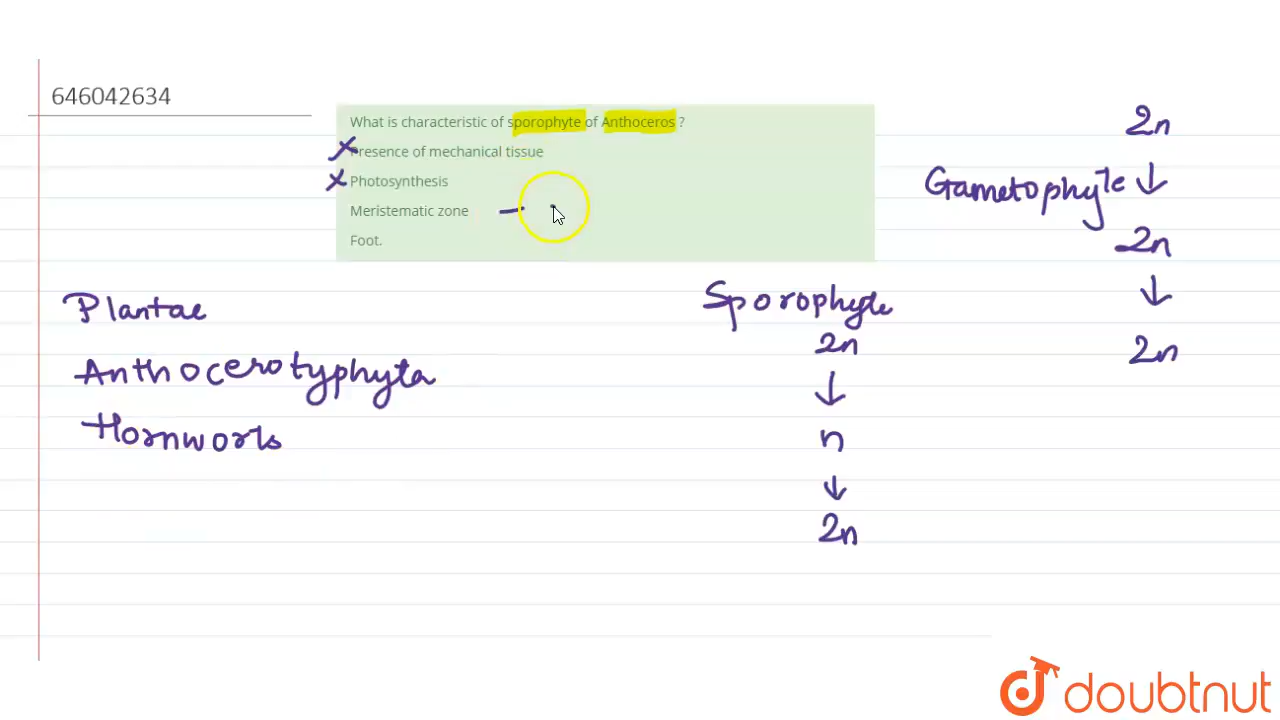 646042634
What is characteristic of sporophyte of Anthoceros ?
Presence of mechanical tissue
Photosynthesis
Meristematic zone
Foot.
2n
Gametophyte ↓
2n
↓
2n
Plantae
Anthocerotyphyta
Hornworts
Sporophyte
2n
↓
n
↓
2n
doubtnut